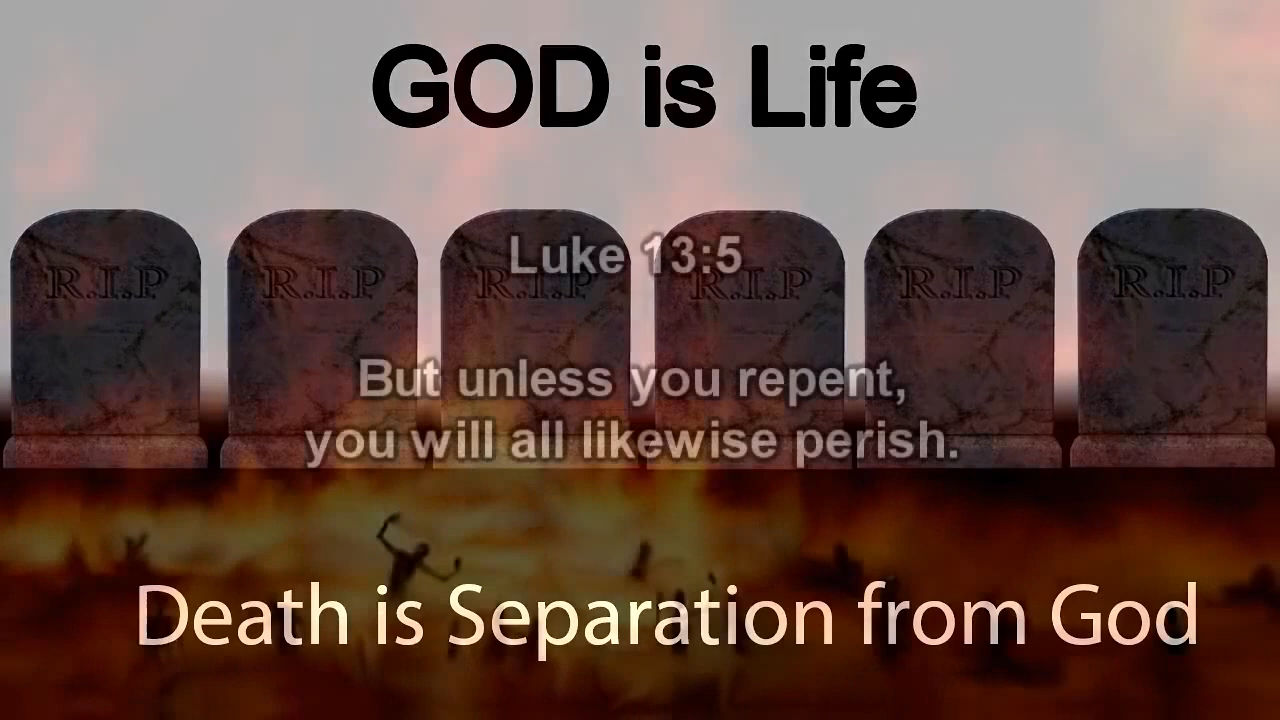 GOD is Life
R.I.P R.I.P R.I.P R.I.P R.I.P R.I.P
Luke 13:5
But unless you repent,
you will all likewise perish.
Death is Separation from God